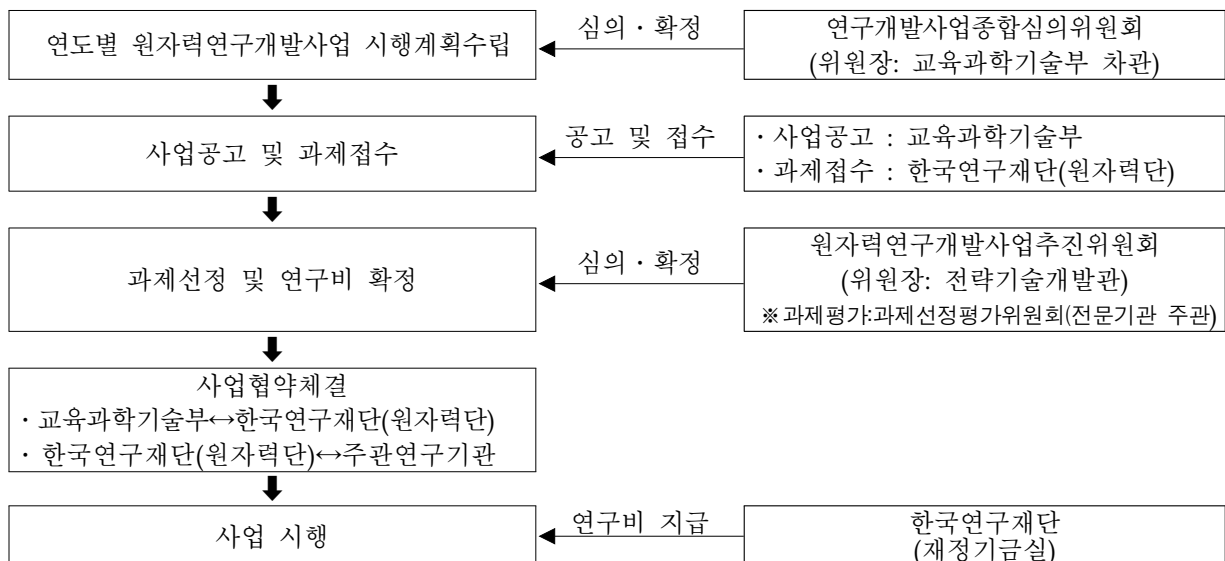 연도별 원자력연구개발사업 시행계획수립
심의ㆍ확정
연구개발사업종합심의위원회
(위원장: 교육과학기술부 차관)
사업공고 및 과제접수
공고 및 접수
ㆍ사업공고 : 교육과학기술부
ㆍ과제접수 : 한국연구재단(원자력단)
과제선정 및 연구비 확정
심의ㆍ확정
원자력연구개발사업추진위원회
(위원장: 전략기술개발관)
※과제평가:과제선정평가위원회(전문기관 주관)
사업협약체결
ㆍ교육과학기술부↔한국연구재단(원자력단)
ㆍ 한국연구재단(원자력단)↔주관연구기관
사업 시행
연구비 지급
한국연구재단
(재정기금실)